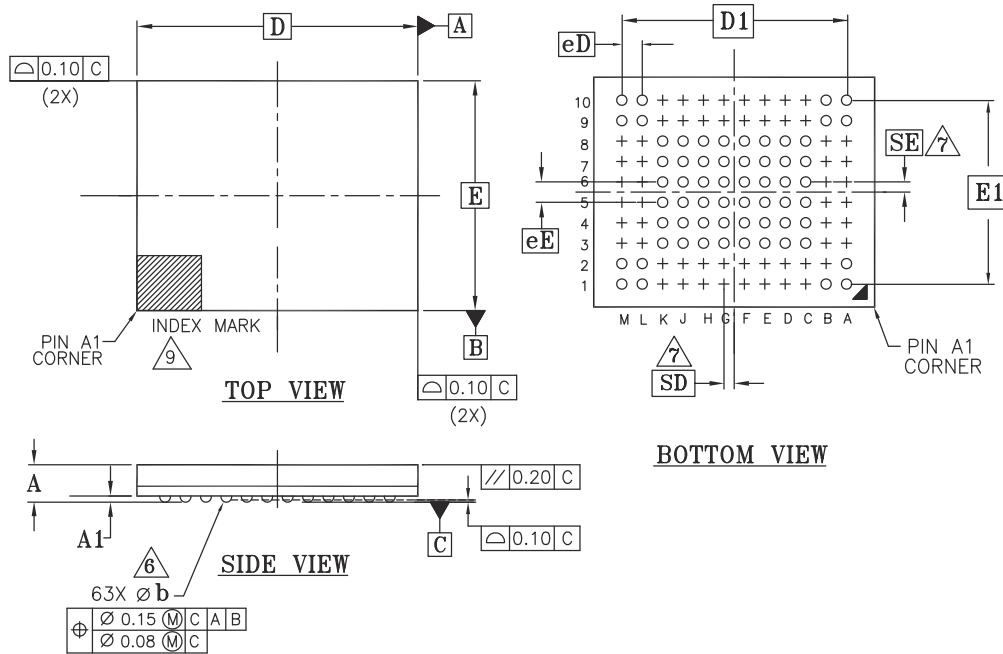 D
A
⌓ 0.10 C
(2X)
E
PIN A1
CORNER
INDEX MARK
9
B
⌓ 0.10 C
(2X)
TOP VIEW
D1
eD
10
9
8
7
6
5
4
3
2
1
SE 7
E1
eE
M L K J H G F E D C B A
7
SD
PIN A1
CORNER
BOTTOM VIEW
A
A1
// 0.20 C
⌓ 0.10 C
C
SIDE VIEW
6
63X ⌀ b
⌖ ⌀ 0.15 Ⓜ C A B
⌀ 0.08 Ⓜ C